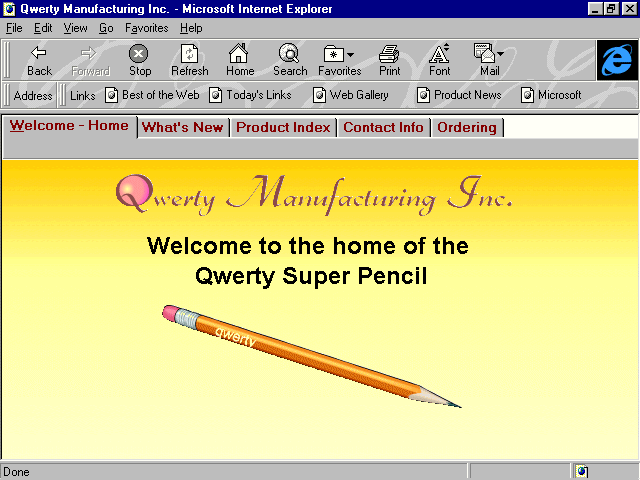 Qwerty Manufacturing Inc. - Microsoft Internet Explorer
File Edit View Go Favorites Help
Back Forward Stop Refresh Home Search Favorites Print Font Mail
Address Links Best of the Web Today's Links Web Gallery Product News Microsoft
Welcome - Home What's New Product Index Contact Info Ordering
Qwerty Manufacturing Inc.
Welcome to the home of the
Qwerty Super Pencil
qwerty
Done